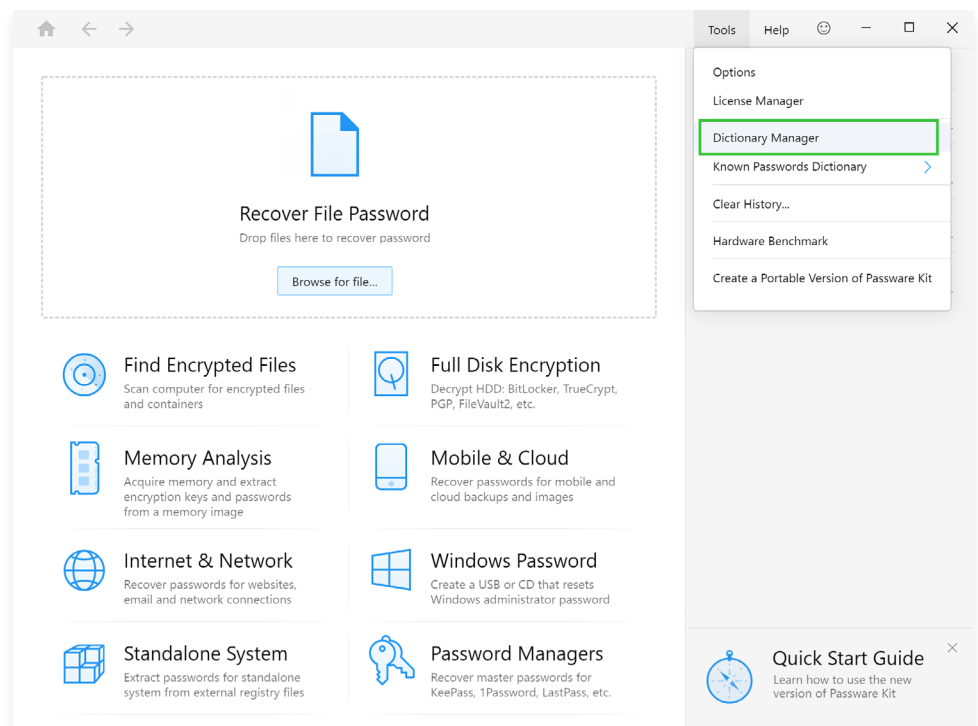 Tools
Help
Options
License Manager
Dictionary Manager
Known Passwords Dictionary
Clear History...
Hardware Benchmark
Create a Portable Version of Passware Kit
Recover File Password
Drop files here to recover password
Browse for file...
Find Encrypted Files
Scan computer for encrypted files
and containers
Full Disk Encryption
Decrypt HDD: BitLocker, TrueCrypt,
PGP, FileVault2, etc.
Memory Analysis
Acquire memory and extract
encryption keys and passwords
from a memory image
Mobile & Cloud
Recover passwords for mobile and
cloud backups and images
Internet & Network
Recover passwords for websites,
email and network connections
Windows Password
Create a USB or CD that resets
Windows administrator password
Standalone System
Extract passwords for standalone
system from external registry files
Password Managers
Recover master passwords for
KeePass, 1Password, LastPass, etc.
Quick Start Guide
Learn how to use the new
version of Passware Kit